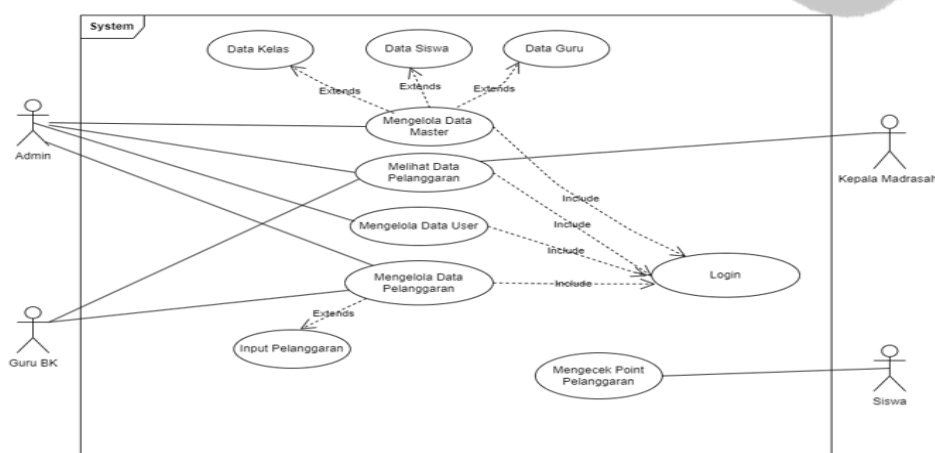 System
Data Kelas
Data Siswa
Data Guru
Extends
Extends
Extends
Mengelola Data
Master
Admin
Melihat Data
Pelanggaran
Kepala Madrasah
Include
Mengelola Data User
Include
Include
Mengelola Data
Pelanggaran
Include
Login
Extends
Input Pelanggaran
Guru BK
Mengecek Point
Pelanggaran
Siswa